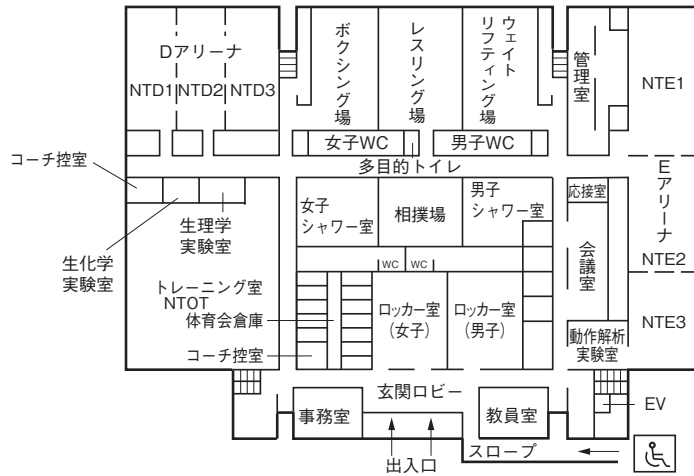 Dアリーナ
NTD1
NTD2
NTD3
ボクシング場
レスリング場
ウェイト
リフティング場
管理室
NTE1
女子WC
男子WC
コーチ控室
多目的トイレ
Eアリーナ
生理学
実験室
生化学
実験室
女子
シャワー室
相撲場
男子
シャワー室
応接室
会議室
NTE2
WC
WC
トレーニング室
NTOT
体育会倉庫
コーチ控室
ロッカー室
(女子)
ロッカー室
(男子)
NTE3
動作解析
実験室
玄関ロビー
事務室
教員室
EV
出入口
スロープ